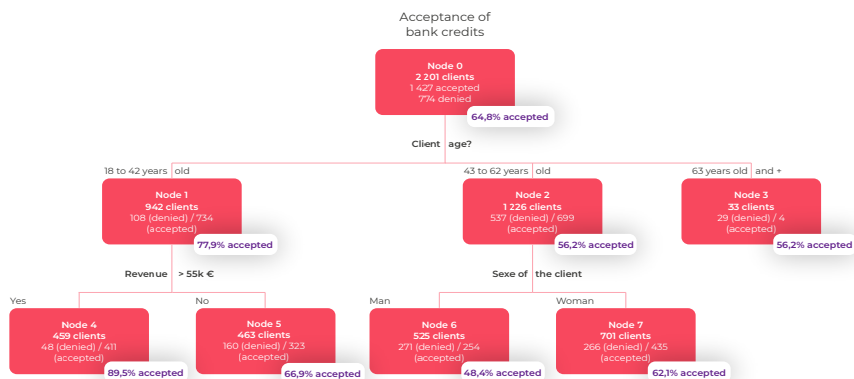 Acceptance of
bank credits
Node 0
2 201 clients
1 427 accepted
774 denied
64,8% accepted
Client age?
18 to 42 years old
43 to 62 years old
63 years old and +
Node 1
942 clients
108 (denied) / 734
(accepted)
77,9% accepted
Node 2
1 226 clients
537 (denied) / 699
(accepted)
56,2% accepted
Node 3
33 clients
29 (denied) / 4
(accepted)
56,2% accepted
Revenue > 55k €
Sexe of the client
Yes
No
Man
Woman
Node 4
459 clients
48 (denied) / 411
(accepted)
89,5% accepted
Node 5
463 clients
160 (denied) / 323
(accepted)
66,9% accepted
Node 6
525 clients
271 (denied) / 254
(accepted)
48,4% accepted
Node 7
701 clients
266 (denied) / 435
(accepted)
62,1% accepted